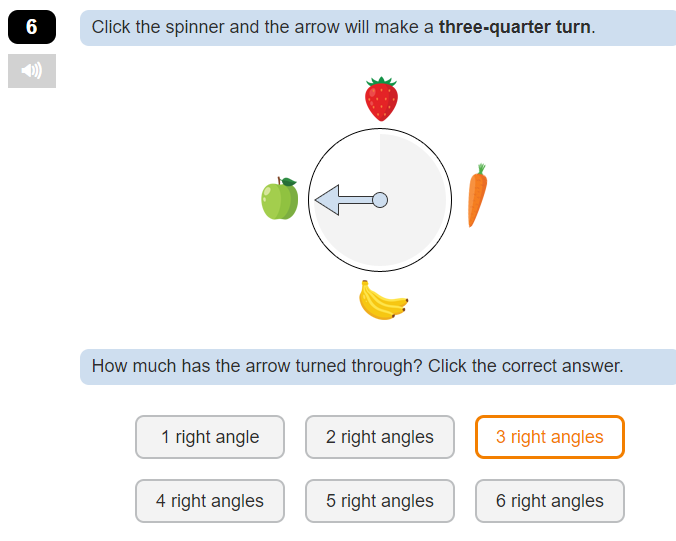 6
Click the spinner and the arrow will make a three-quarter turn.
How much has the arrow turned through? Click the correct answer.
1 right angle
2 right angles
3 right angles
4 right angles
5 right angles
6 right angles